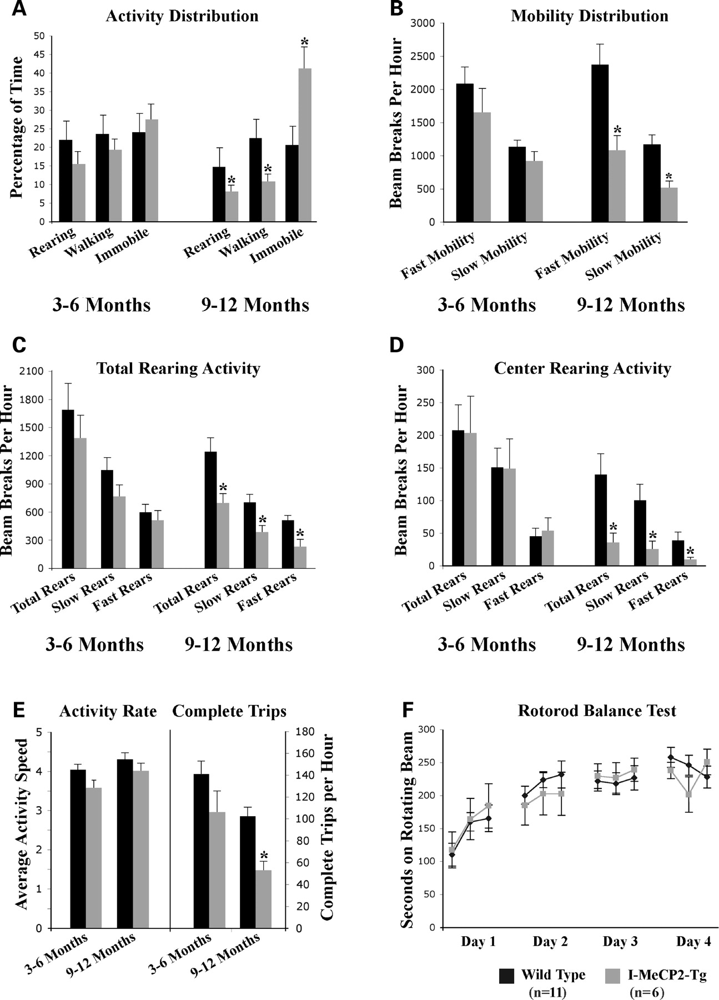 A
Activity Distribution
Percentage of Time
50
45
40
35
30
25
20
15
10
5
0
*
*
*
Rearing
Walking
Immobile
Rearing
Walking
Immobile
3-6 Months
9-12 Months
B
Mobility Distribution
Beam Breaks Per Hour
3000
2500
2000
1500
1000
500
0
*
*
Fast Mobility
Slow Mobility
Fast Mobility
Slow Mobility
3-6 Months
9-12 Months
C
Total Rearing Activity
Beam Breaks Per Hour
2100
1800
1500
1200
900
600
300
0
*
*
*
Total Rears
Slow Rears
Fast Rears
Total Rears
Slow Rears
Fast Rears
3-6 Months
9-12 Months
D
Center Rearing Activity
Beam Breaks Per Hour
300
250
200
150
100
50
0
*
*
*
Total Rears
Slow Rears
Fast Rears
Total Rears
Slow Rears
Fast Rears
3-6 Months
9-12 Months
E
Activity Rate
Complete Trips
Average Activity Speed
5
4
3
2
1
0
180
160
140
120
100
80
60
40
20
0
Complete Trips per Hour
*
3-6 Months
9-12 Months
3-6 Months
9-12 Months
F
Rotorod Balance Test
Seconds on Rotating Beam
300
250
200
150
100
50
0
Day 1
Day 2
Day 3
Day 4
Wild Type
(n=11)
I-MeCP2-Tg
(n=6)